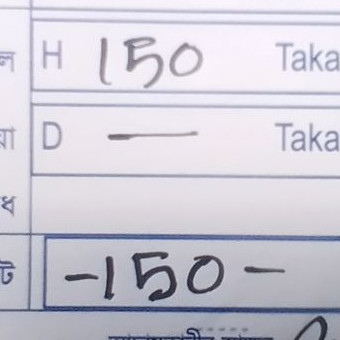 H 150 Taka
D — Taka
-150-